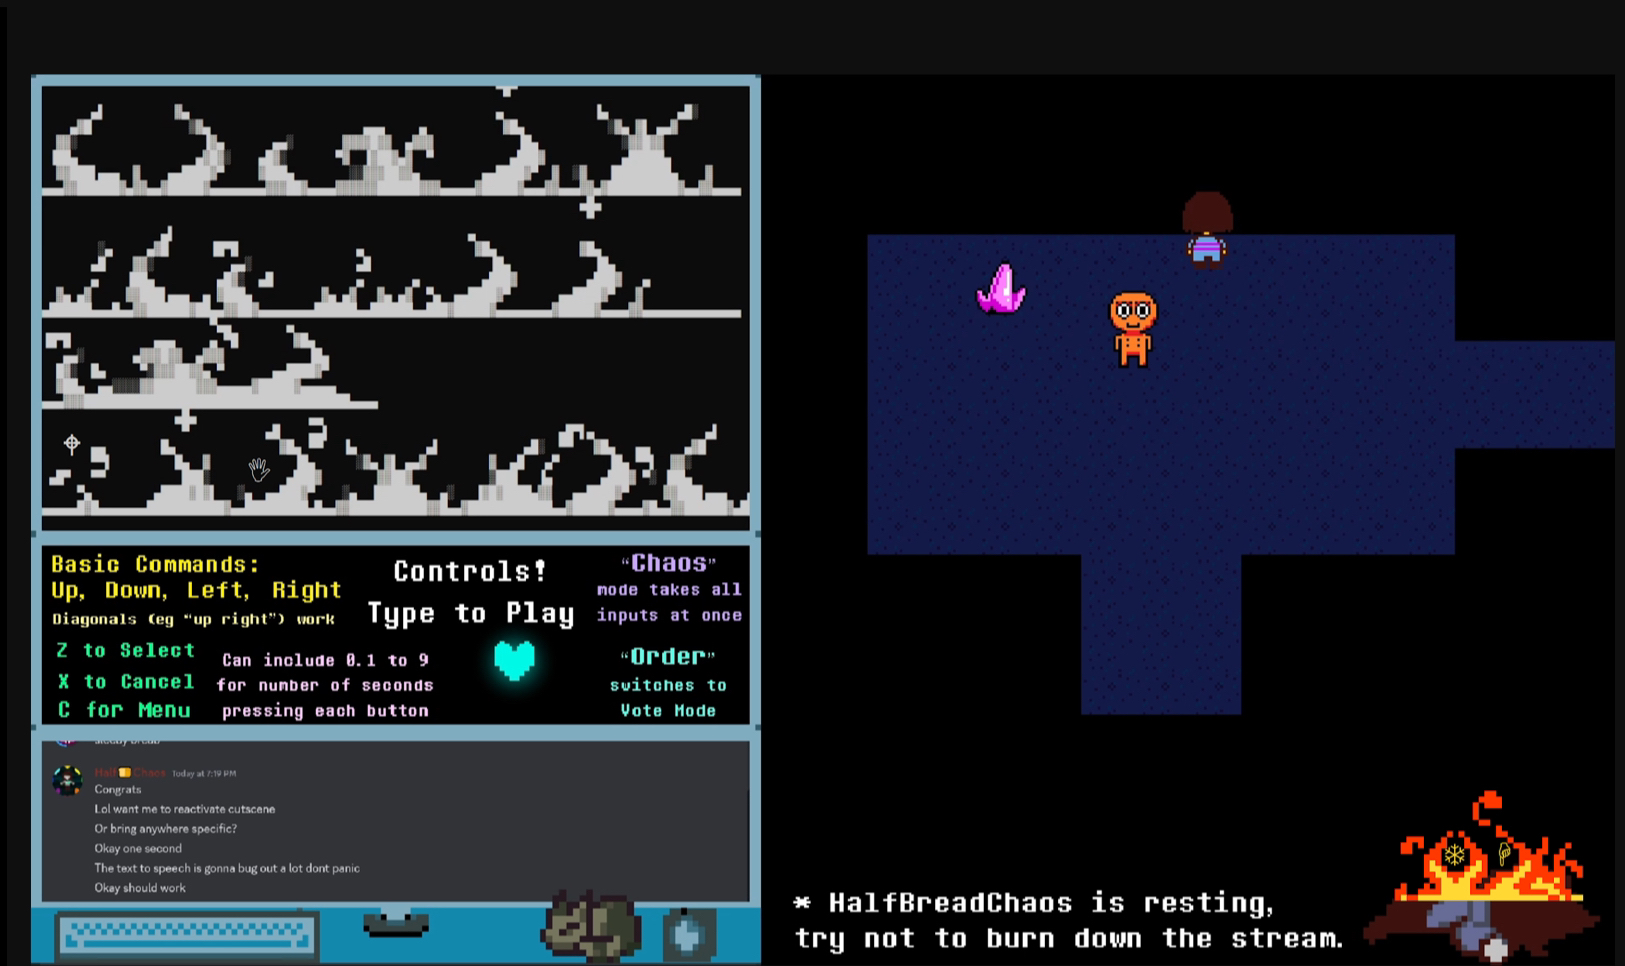 Basic Commands:
Up, Down, Left, Right
Diagonals (eg “up right”) work
Z to Select
X to Cancel
C for Menu
Can include 0.1 to 9
for number of seconds
pressing each button
Controls!
Type to Play
“Chaos”
mode takes all
inputs at once
“Order”
switches to
Vote Mode
Half Chaos Today at 7:19 PM
Congrats
Lol want me to reactivate cutscene
Or bring anywhere specific?
Okay one second
The text to speech is gonna bug out a lot dont panic
Okay should work
* HalfBreadChaos is resting,
try not to burn down the stream.